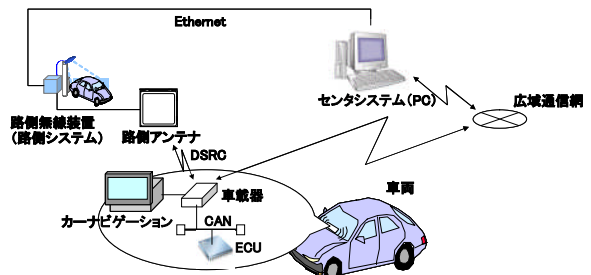 Ethernet
センタシステム(PC)
広域通信網
路側無線装置
(路側システム)
路側アンテナ
DSRC
車両
車載器
カーナビゲーション
CAN
ECU